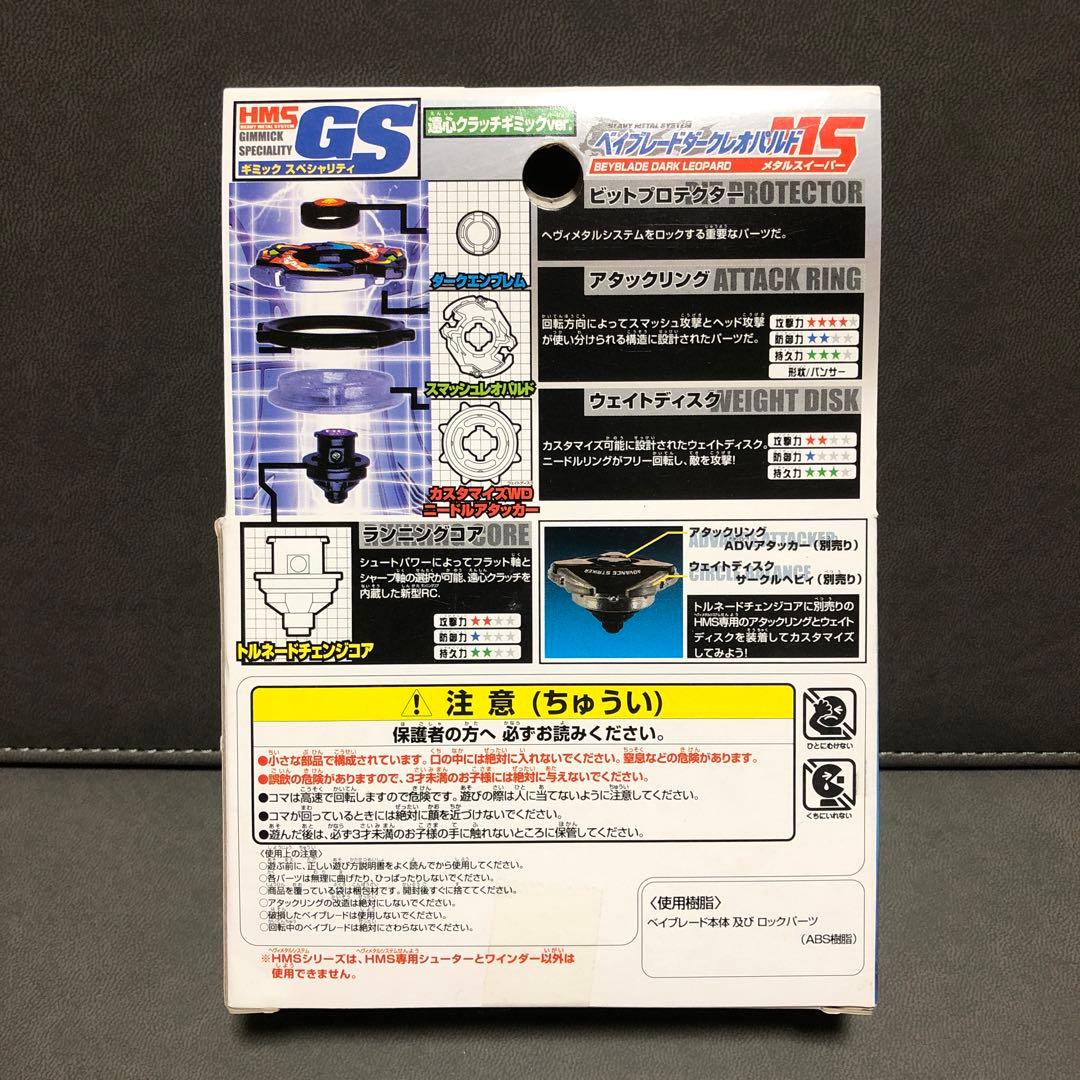 HMS
HEAVY METAL SYSTEM
GIMMICK
SPECIALITY
GS
ギミック スペシャリティ
遠心クラッチギミックver.
HEAVY METAL SYSTEM
ベイブレードダークレオパルドMS
BEYBLADE DARK LEOPARD
メタルスイーパー
ビットプロテクター
PROTECTOR
ヘヴィメタルシステムをロックする重要なパーツだ。
ダークエンブレム
アタックリング ATTACK RING
回転方向によってスマッシュ攻撃とヘッド攻撃
が使い分けられる構造に設計されたパーツだ。
攻撃力 ★★★★★
防御力 ★★★★
持久力 ★★★★
形状/パンサー
スマッシュレオパルド
ウェイトディスク WEIGHT DISK
カスタマイズ可能に設計されたウェイトディスク。
ニードルリングがフリー回転し、敵を攻撃!
攻撃力 ★★★★
防御力 ★★★★
持久力 ★★★★
カスタマイズWD
ニードルアタッカー
ランニングコア
CORE
シュートパワーによってフラット軸と
シャープ軸の選択が可能、遠心クラッチを
内蔵した新型RC.
攻撃力 ★★★★
防御力 ★★★★
持久力 ★★★★
トルネードチェンジコア
アタックリング
ADVアタッカー(別売り)
ウェイトディスク
サークルヘビィ(別売り)
ADVANCE STRIKER
トルネードチェンジコアに別売りの
HMS専用のアタックリングとウェイト
ディスクを装着してカスタマイズ
してみよう!
注意(ちゅうい)
保護者の方へ 必ずお読みください。
●小さな部品で構成されています。口の中には絶対に入れないでください。窒息などの危険があります。
●誤飲の危険がありますので、3才未満のお子様には絶対に与えないでください。
●コマは高速で回転しますので危険です。遊びの際は人に当てないように注意してください。
●コマが回っているときには絶対に顔を近づけないでください。
●遊んだ後は、必ず3才未満のお子様の手に触れないところに保管してください。
ひとにむけない
くちにいれない
〈使用上の注意〉
○遊ぶ前に、正しい遊び方説明書をよく読んでから使用してください。
○各パーツは無理に曲げたり、ひっぱったりしないでください。
○商品を覆っている袋は梱包材です。開封後すぐに捨ててください。
○アタックリングの改造は絶対にしないでください。
○破損したベイブレードは使用しないでください。
○回転中のベイブレードは絶対にさわらないでください。
※HMSシリーズは、HMS専用シューターとワインダー以外は
使用できません。
〈使用樹脂〉
ベイブレード本体 及び ロックパーツ
(ABS樹脂)